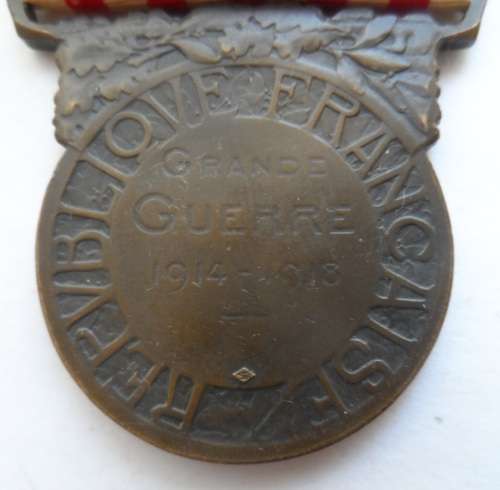 REPVBLIQVE FRANÇAISE
GRANDE
GUERRE
1914-1918